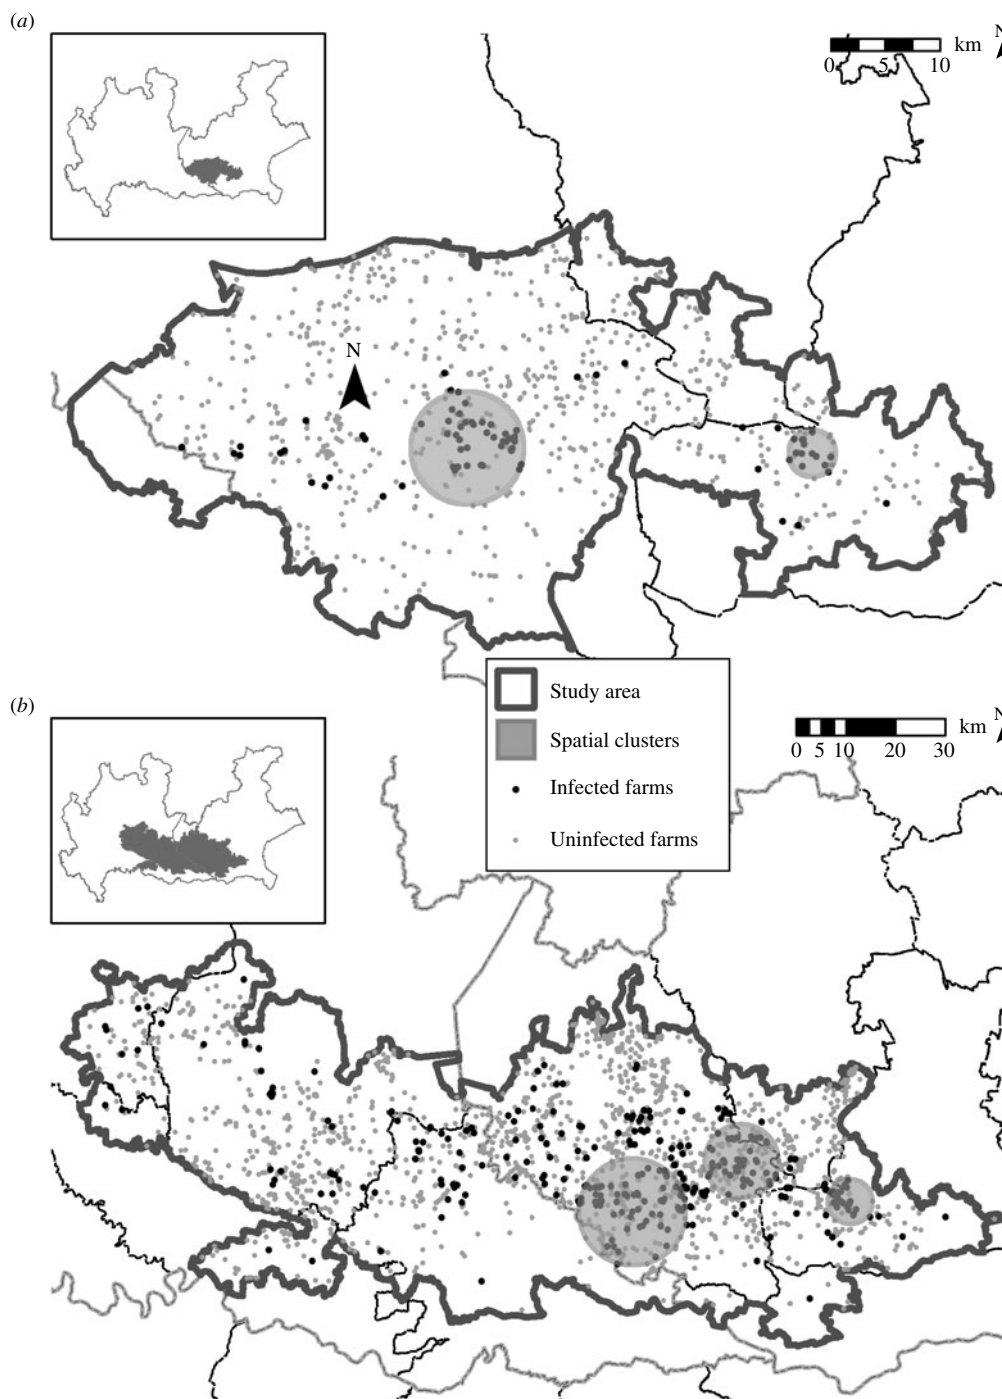 (a)
N
km
0 5 10
N
Study area
(b)
N
Spatial clusters
km
0 5 10 20 30
Infected farms
Uninfected farms